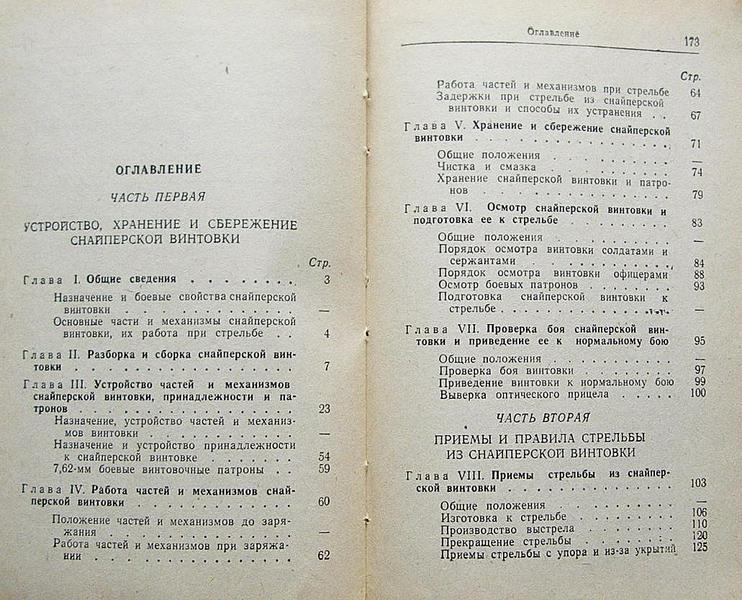 ОГЛАВЛЕНИЕ
ЧАСТЬ ПЕРВАЯ
УСТРОЙСТВО, ХРАНЕНИЕ И СБЕРЕЖЕНИЕ
СНАЙПЕРСКОЙ ВИНТОВКИ
Стр.
Глава I. Общие сведения . . . . . . . . 3
Назначение и боевые свойства снайперской
винтовки . . . . . . . . . . . —
Основные части и механизмы снайперской
винтовки, их работа при стрельбе . . 4
Глава II. Разборка и сборка снайперской вин-
товки . . . . . . . . . . . . . . . 7
Глава III. Устройство частей и механизмов
снайперской винтовки, принадлежности и па-
тронов . . . . . . . . . . . . . . . 23
Назначение, устройство частей и механиз-
мов винтовки . . . . . . . . . . —
Назначение и устройство принадлежности
к снайперской винтовке . . . . . . 54
7,62-мм боевые винтовочные патроны . . 59
Глава IV. Работа частей и механизмов снай-
перской винтовки . . . . . . . . . . 60
Положение частей и механизмов до заря-
жания . . . . . . . . . . . . . —
Работа частей и механизмов при заряжа-
нии . . . . . . . . . . . . . . 62
Оглавление 173
Стр.
Работа частей и механизмов при стрельбе 64
Задержки при стрельбе из снайперской
винтовки и способы их устранения . . 67
Глава V. Хранение и сбережение снайперской
винтовки . . . . . . . . . . . . . . 71
Общие положения . . . . . . . . . —
Чистка и смазка . . . . . . . . . . 74
Хранение снайперской винтовки и патро-
нов . . . . . . . . . . . . . . 79
Глава VI. Осмотр снайперской винтовки и
подготовка ее к стрельбе . . . . . . . 83
Общие положения . . . . . . . . . —
Порядок осмотра винтовки солдатами и
сержантами . . . . . . . . . . . 84
Порядок осмотра винтовки офицерами . 88
Осмотр боевых патронов . . . . . . . 93
Подготовка снайперской винтовки к
стрельбе . . . . . . . . . . . . —
Глава VII. Проверка боя снайперской вин-
товки и приведение ее к нормальному бою 95
Общие положения . . . . . . . . . —
Проверка боя винтовки . . . . . . . 97
Приведение винтовки к нормальному бою 99
Выверка оптического прицела . . . . . 100
ЧАСТЬ ВТОРАЯ
ПРИЕМЫ И ПРАВИЛА СТРЕЛЬБЫ
ИЗ СНАЙПЕРСКОЙ ВИНТОВКИ
Глава VIII. Приемы стрельбы из снайпер-
ской винтовки . . . . . . . . . . . . 103
Общие положения . . . . . . . . . —
Изготовка к стрельбе . . . . . . . . 106
Производство выстрела . . . . . . . 110
Прекращение стрельбы . . . . . . . . 120
Приемы стрельбы с упора и из-за укрытий 125